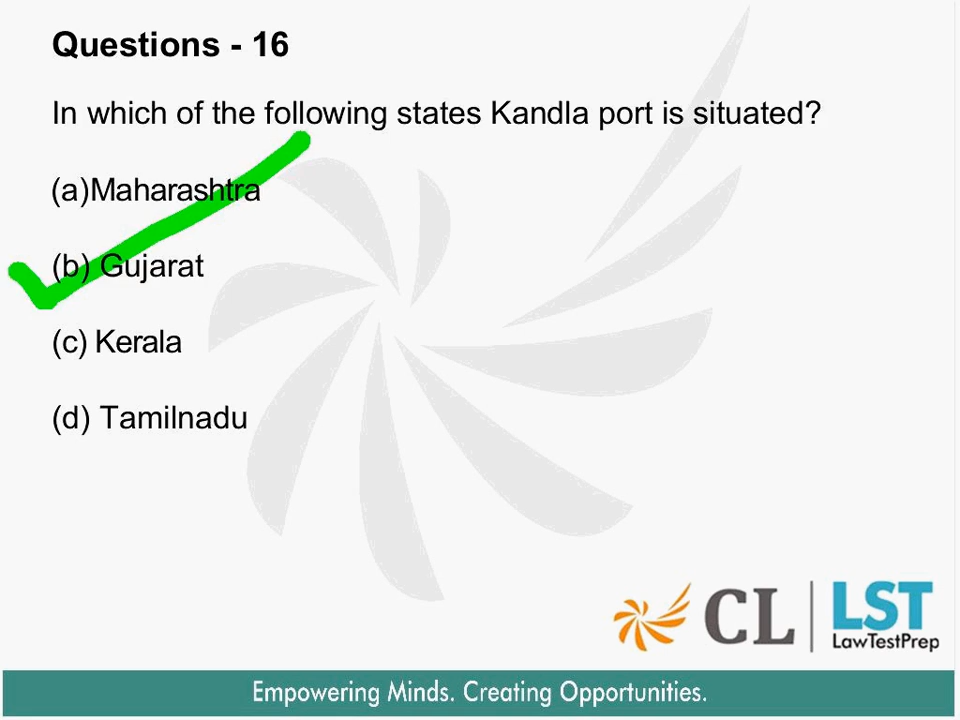 Questions - 16
In which of the following states Kandla port is situated?
(a)Maharashtra
(b) Gujarat
(c) Kerala
(d) Tamilnadu
CL | LST
LawTestPrep
Empowering Minds. Creating Opportunities.